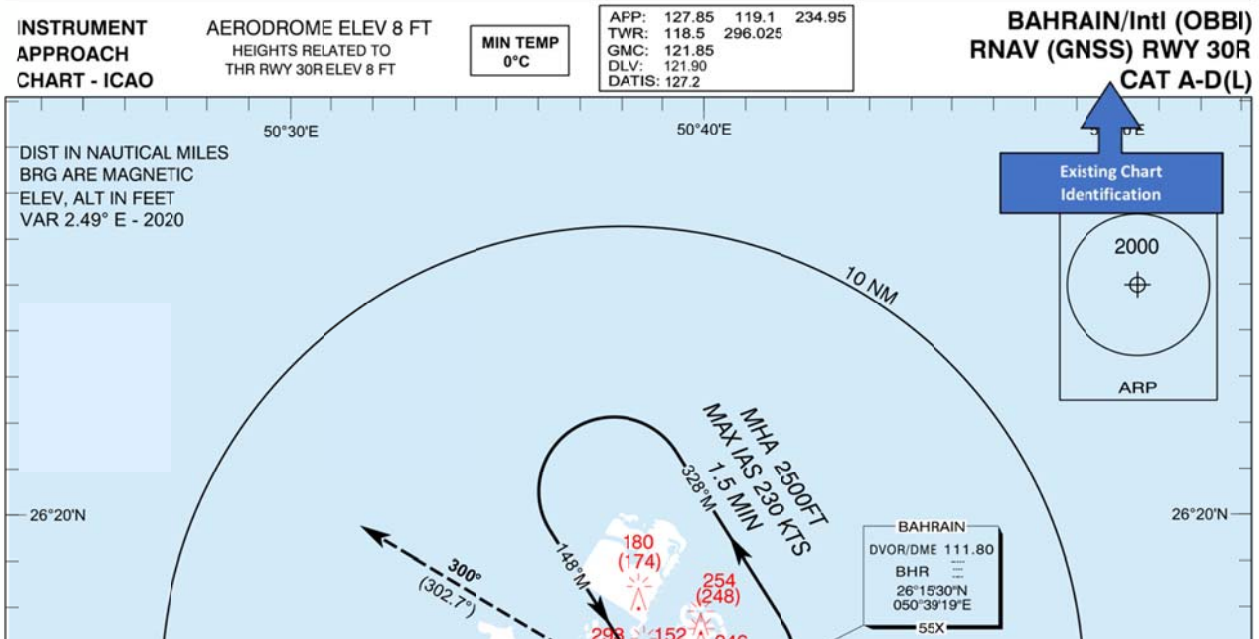 INSTRUMENT
APPROACH
CHART - ICAO
AERODROME ELEV 8 FT
HEIGHTS RELATED TO
THR RWY 30R ELEV 8 FT
MIN TEMP
0°C
APP: 127.85 119.1 234.95
TWR: 118.5 296.025
GMC: 121.85
DLV: 121.90
DATIS: 127.2
BAHRAIN/Intl (OBBI)
RNAV (GNSS) RWY 30R
CAT A-D(L)
50°30'E
50°40'E
Existing Chart
Identification
DIST IN NAUTICAL MILES
BRG ARE MAGNETIC
ELEV, ALT IN FEET
VAR 2.49° E - 2020
2000
ARP
10 NM
MHA 2500FT
MAX IAS 230 KTS
1.5 MIN
328°M
148°M
26°20'N
26°20'N
300°
(302.7°)
180
(174)
254
(248)
152
BAHRAIN
DVOR/DME 111.80
BHR
26°15'30"N
050°39'19"E
55X